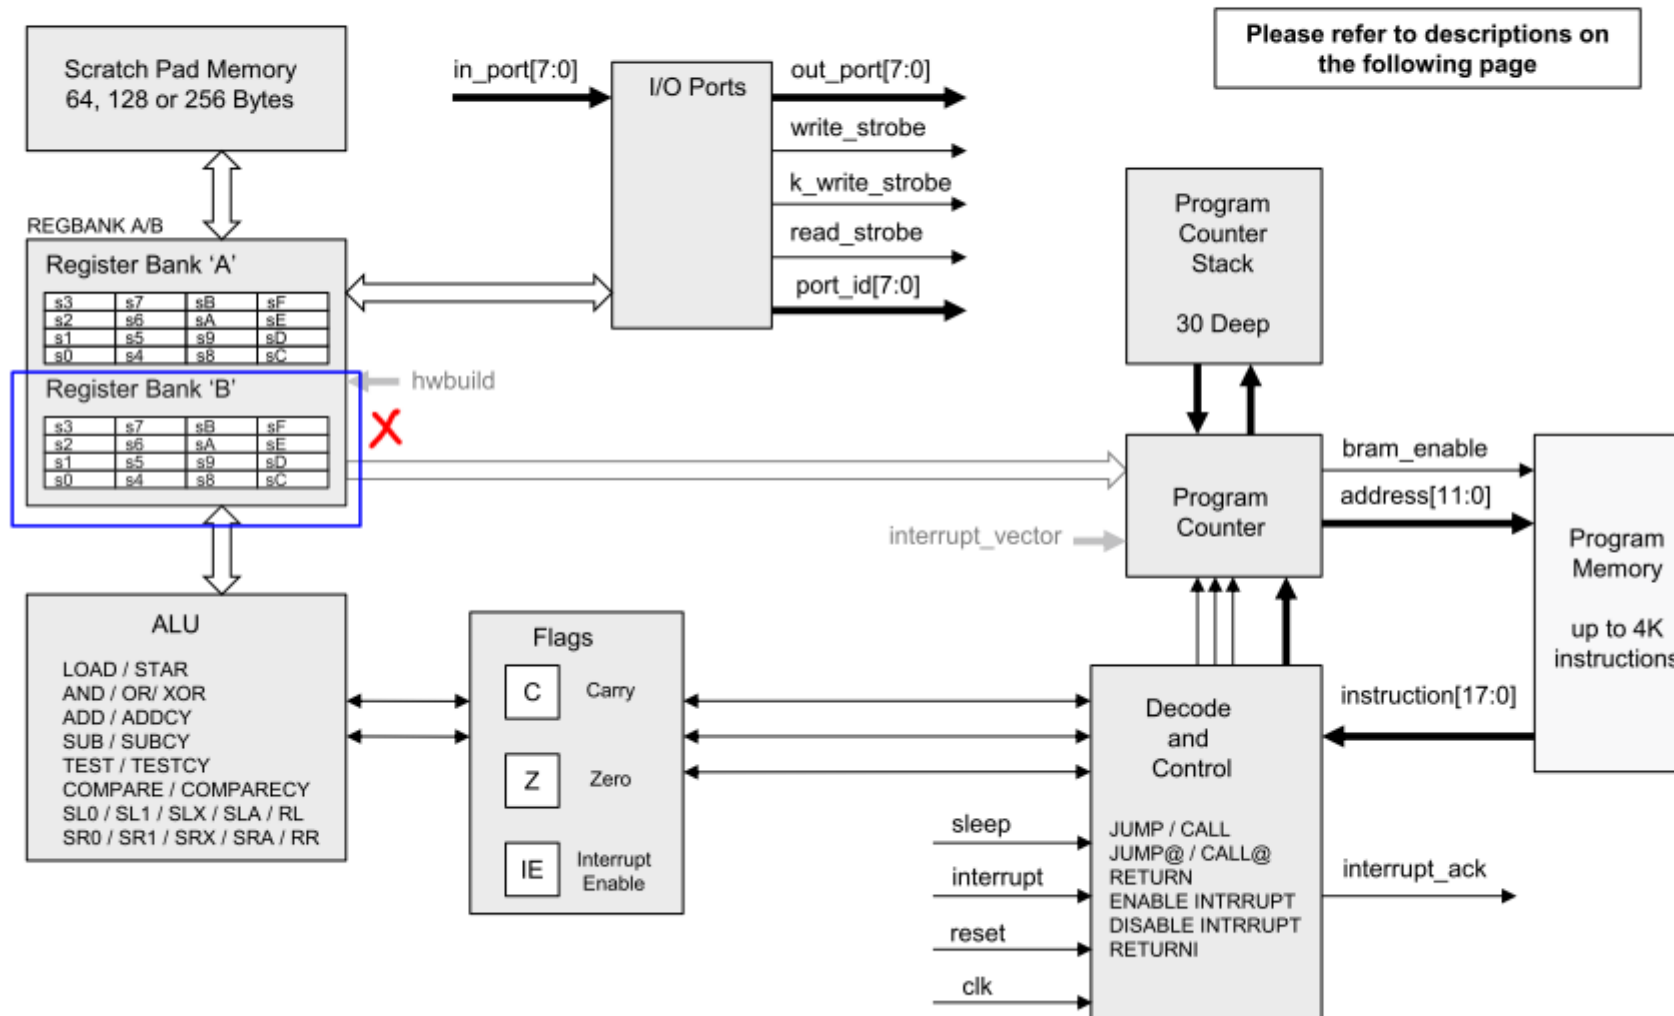 Please refer to descriptions on
the following page
Scratch Pad Memory
64, 128 or 256 Bytes
in_port[7:0]
I/O Ports
out_port[7:0]
write_strobe
k_write_strobe
read_strobe
port_id[7:0]
REGBANK A/B
Register Bank 'A'
s3 s7 sB sF
s2 s6 sA sE
s1 s5 s9 sD
s0 s4 s8 sC
hwbuild
Register Bank 'B'
s3 s7 sB sF
s2 s6 sA sE
s1 s5 s9 sD
s0 s4 s8 sC
X
Program
Counter
Stack
30 Deep
Program
Counter
interrupt_vector
bram_enable
address[11:0]
Program
Memory
up to 4K
instructions
instruction[17:0]
ALU
LOAD / STAR
AND / OR/ XOR
ADD / ADDCY
SUB / SUBCY
TEST / TESTCY
COMPARE / COMPARECY
SL0 / SL1 / SLX / SLA / RL
SR0 / SR1 / SRX / SRA / RR
Flags
C Carry
Z Zero
IE Interrupt
Enable
Decode
and
Control
JUMP / CALL
JUMP@ / CALL@
RETURN
ENABLE INTRRUPT
DISABLE INTRRUPT
RETURNI
sleep
interrupt
reset
clk
interrupt_ack